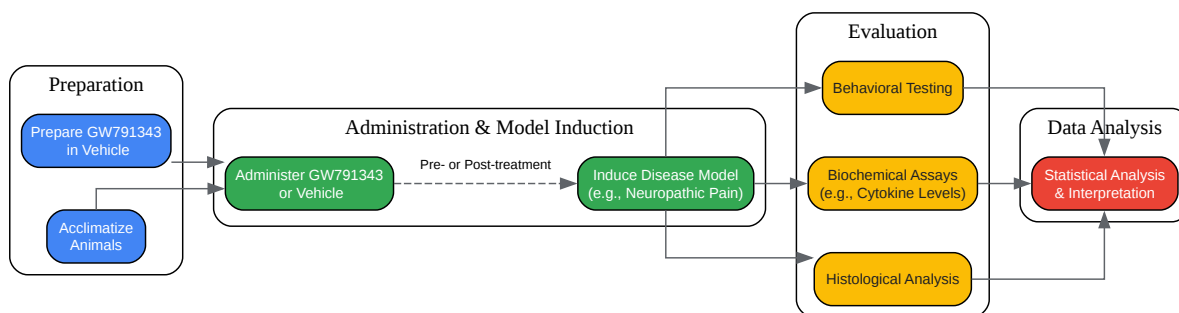 Preparation
Prepare GW791343
in Vehicle
Acclimatize
Animals
Administration & Model Induction
Administer GW791343
or Vehicle
Pre- or Post-treatment
Induce Disease Model
(e.g., Neuropathic Pain)
Evaluation
Behavioral Testing
Biochemical Assays
(e.g., Cytokine Levels)
Histological Analysis
Data Analysis
Statistical Analysis
& Interpretation